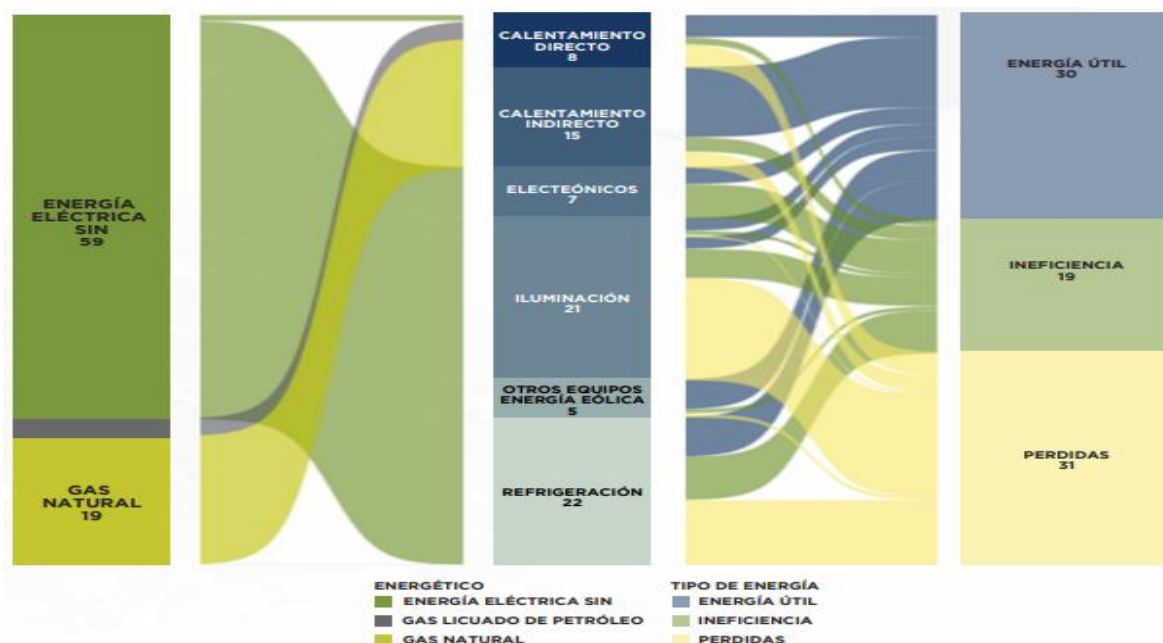 ENERGÍA
ELÉCTRICA
SIN
59
GAS
NATURAL
19
CALENTAMIENTO
DIRECTO
8
CALENTAMIENTO
INDIRECTO
15
ELECTEÓNICOS
7
ILUMINACIÓN
21
OTROS EQUIPOS
ENERGÍA EÓLICA
5
REFRIGERACIÓN
22
ENERGÍA ÚTIL
30
INEFICIENCIA
19
PERDIDAS
31
ENERGÉTICO
ENERGÍA ELÉCTRICA SIN
GAS LICUADO DE PETRÓLEO
GAS NATURAL
TIPO DE ENERGÍA
ENERGÍA ÚTIL
INEFICIENCIA
PERDIDAS